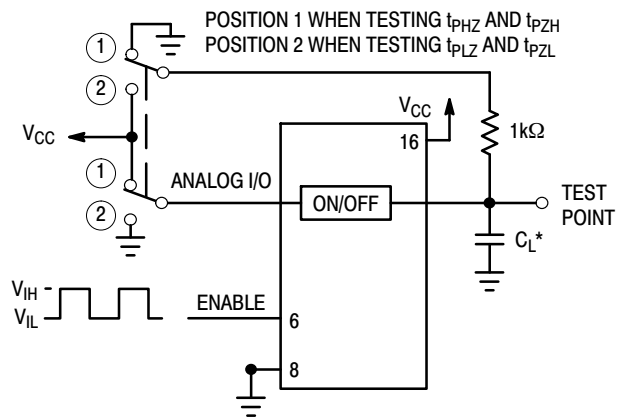 POSITION 1 WHEN TESTING tPHZ AND tPZH
POSITION 2 WHEN TESTING tPLZ AND tPZL
1
2
VCC
VCC
16
1kΩ
1
2
ANALOG I/O
ON/OFF
TEST
POINT
CL*
VIH
VIL
ENABLE
6
8